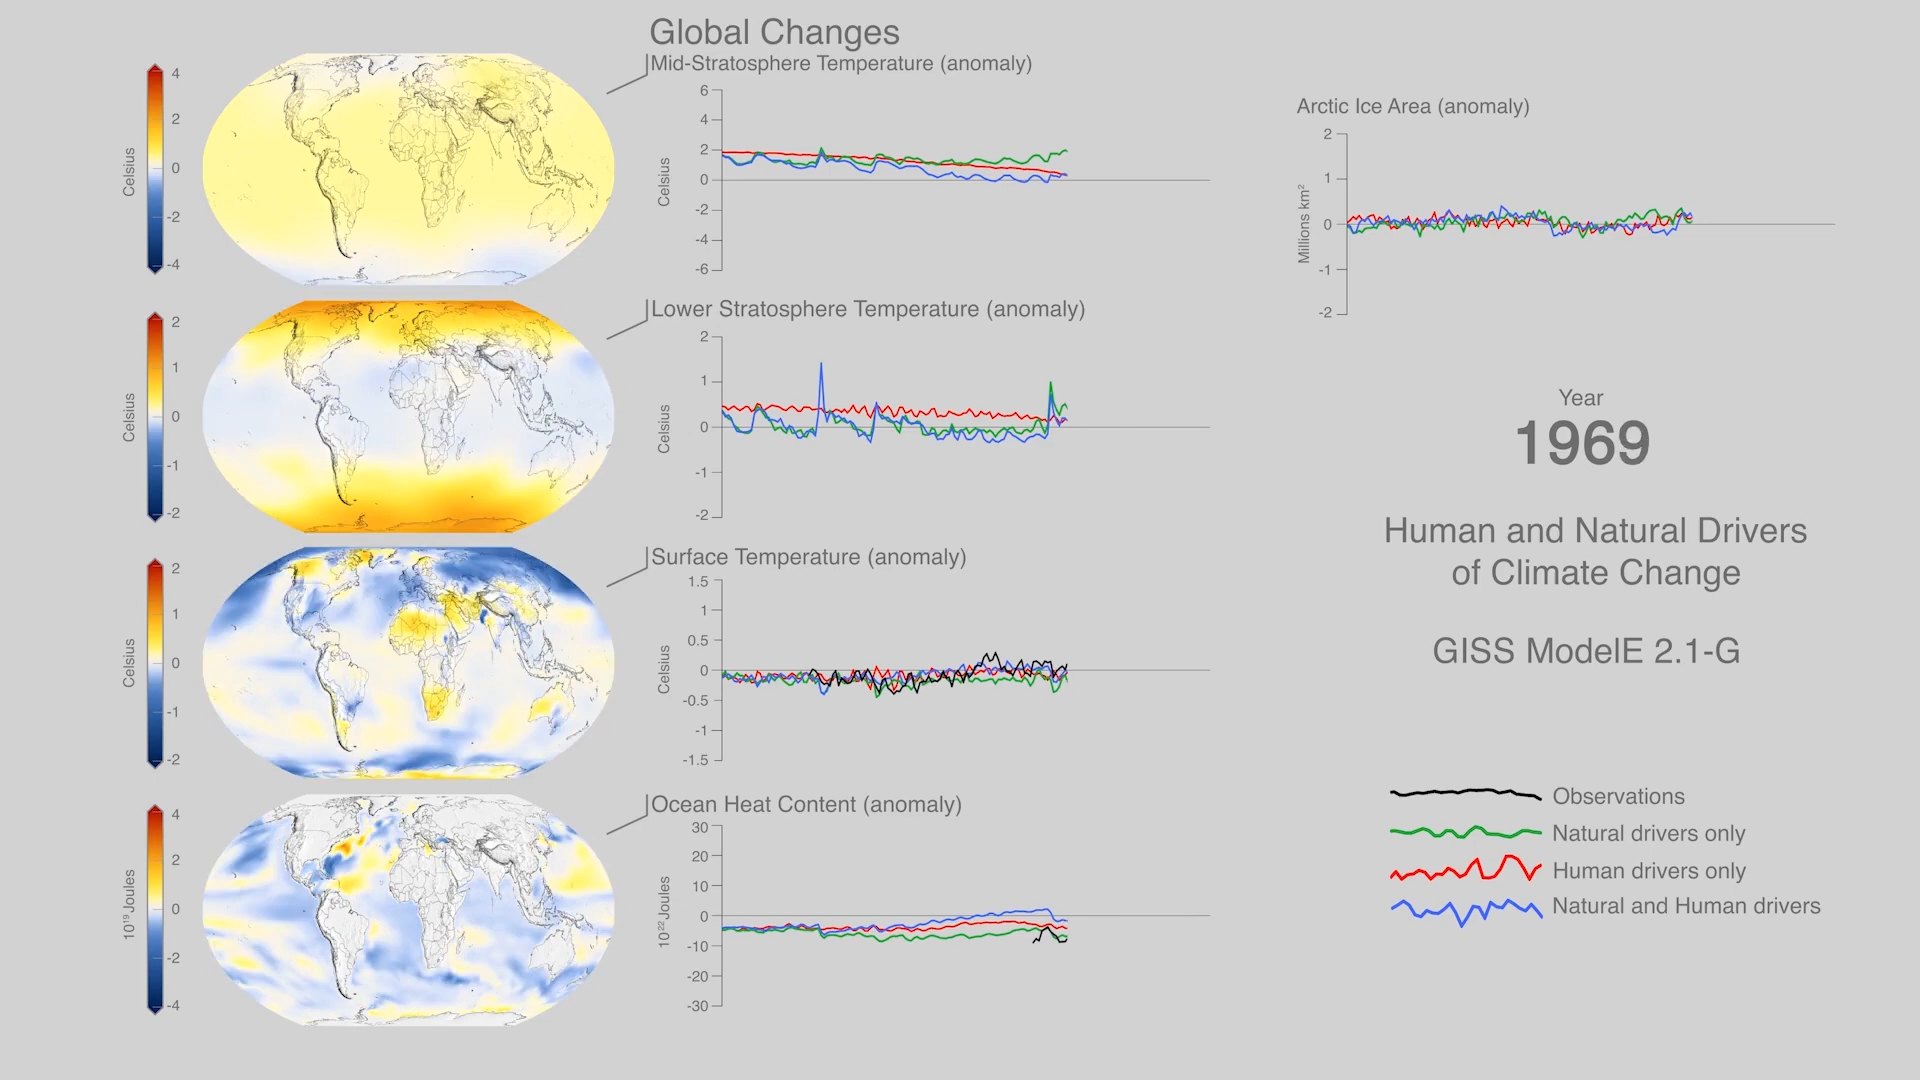 Global Changes
Mid-Stratosphere Temperature (anomaly)
Celsius
4
2
0
-2
-4
Celsius
6
4
2
0
-2
-4
-6
Arctic Ice Area (anomaly)
Millions km²
2
1
0
-1
-2
Lower Stratosphere Temperature (anomaly)
Celsius
2
1
0
-1
-2
Celsius
2
1
0
-1
-2
Year
1969
Human and Natural Drivers
of Climate Change
GISS ModelE 2.1-G
Surface Temperature (anomaly)
Celsius
2
1
0
-1
-2
Celsius
1.5
1
0.5
0
-0.5
-1
-1.5
Ocean Heat Content (anomaly)
10¹⁹ Joules
4
2
0
-2
-4
10²² Joules
30
20
10
0
-10
-20
-30
Observations
Natural drivers only
Human drivers only
Natural and Human drivers